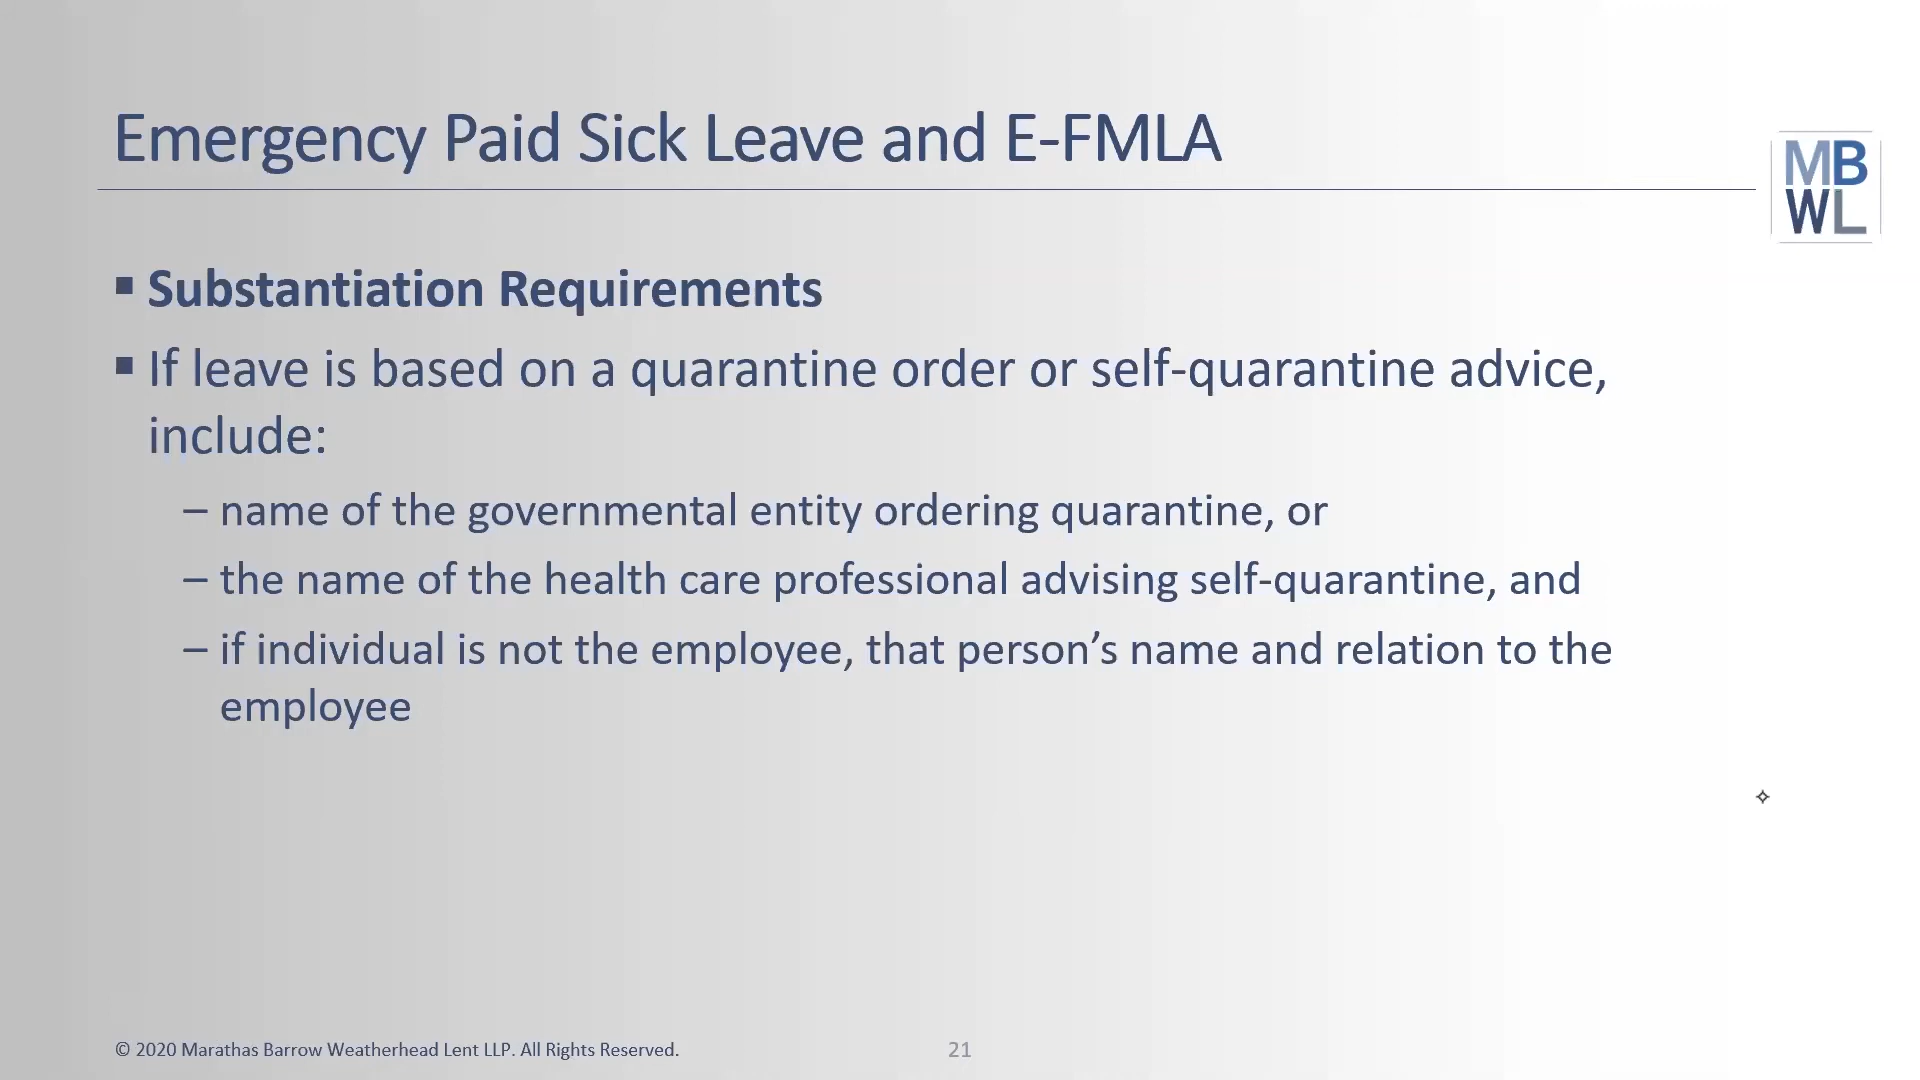 Emergency Paid Sick Leave and E-FMLA
MB
WL
▪ Substantiation Requirements
▪ If leave is based on a quarantine order or self-quarantine advice,
include:
– name of the governmental entity ordering quarantine, or
– the name of the health care professional advising self-quarantine, and
– if individual is not the employee, that person’s name and relation to the
employee
© 2020 Marathas Barrow Weatherhead Lent LLP. All Rights Reserved.
21